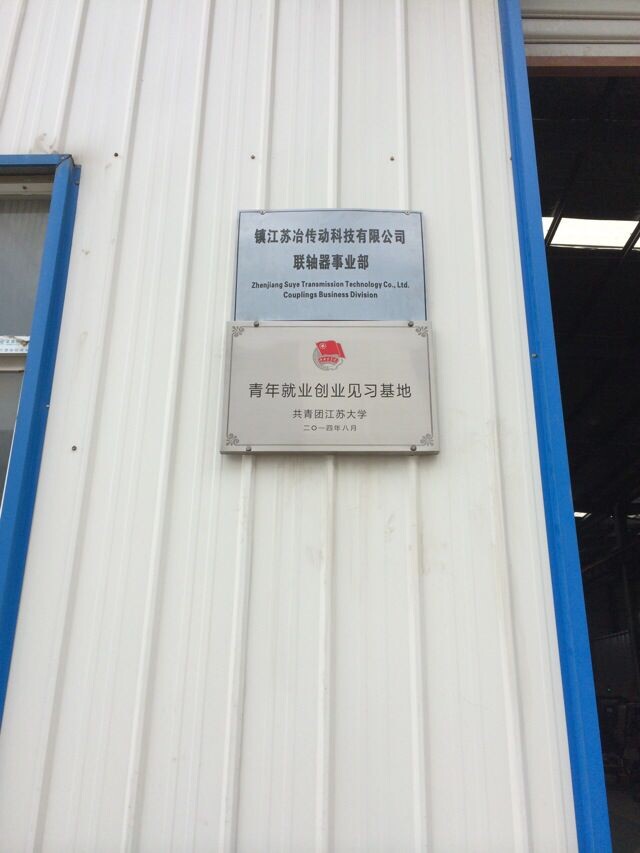 镇江苏冶传动科技有限公司
联轴器事业部
Zhenjiang Suye Transmission Technology Co., Ltd.
Couplings Business Division
青年就业创业见习基地
共青团江苏大学
二〇一四年八月